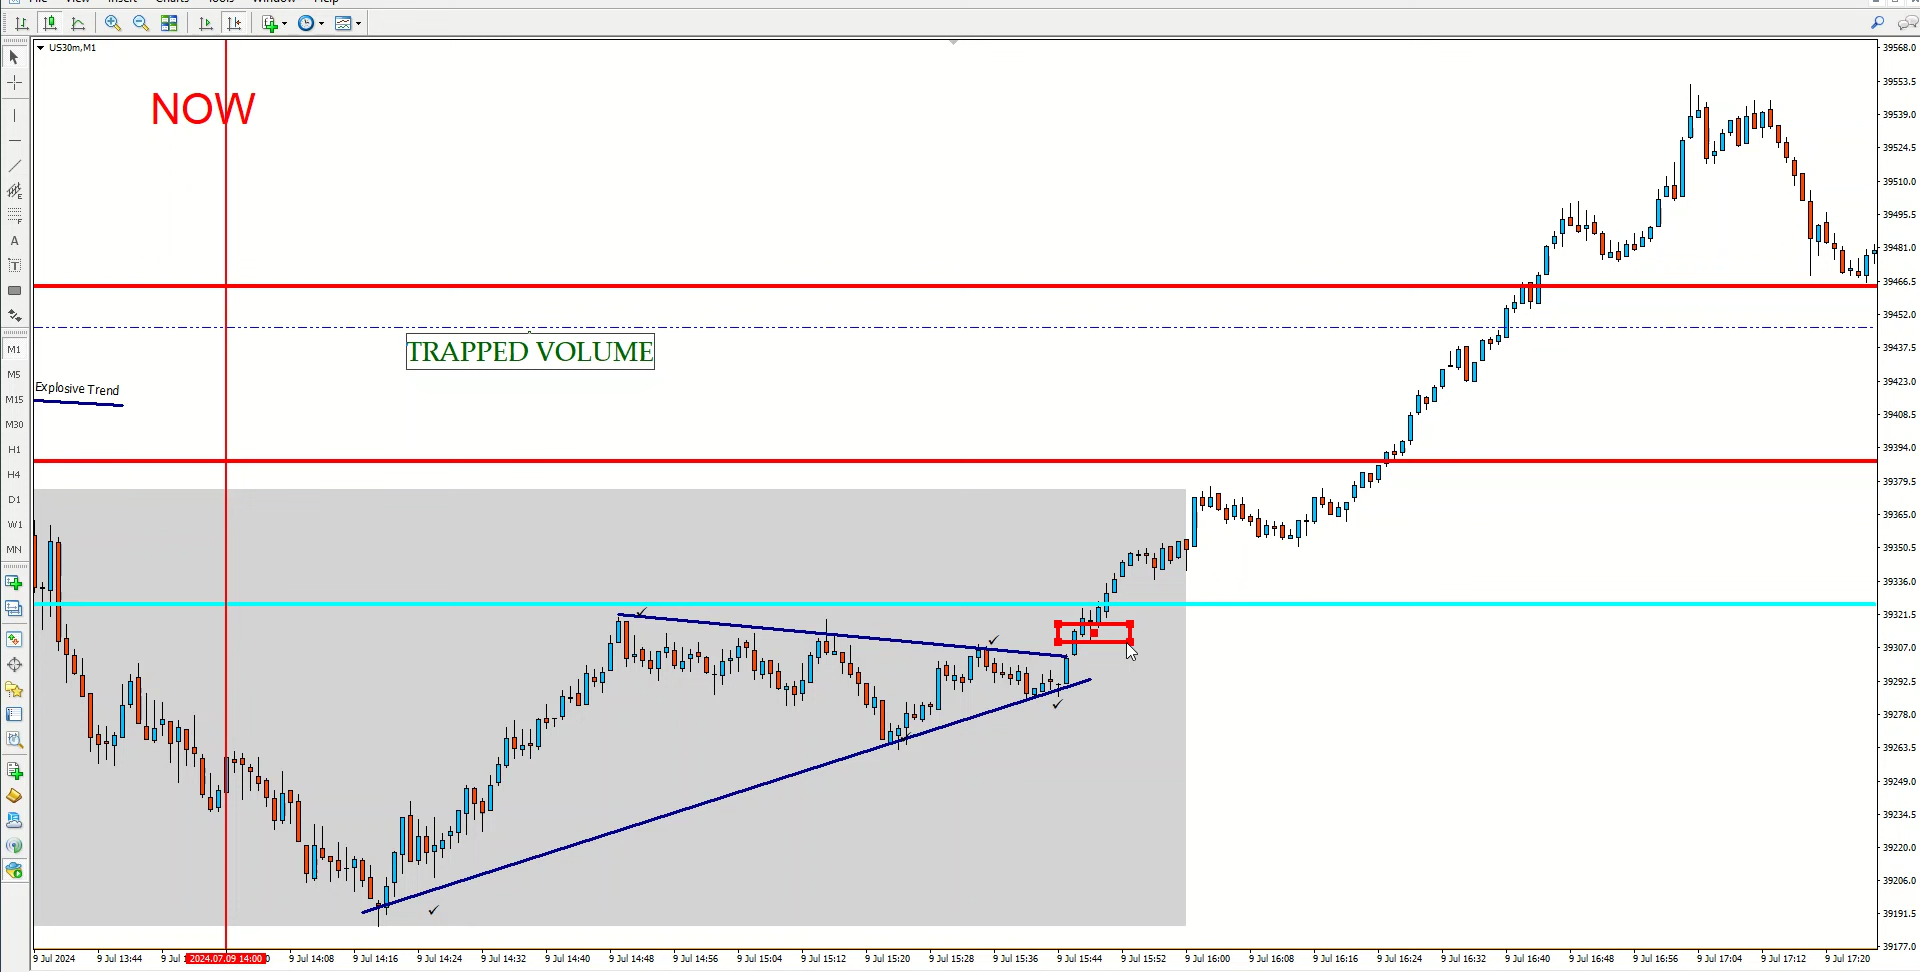 File View Insert Charts Tools Window Help
US30m,M1
NOW
TRAPPED VOLUME
Explosive Trend
E
F
A
T
M1
M5
M15
M30
H1
H4
D1
W1
MN
39568.0
39553.5
39539.0
39524.5
39510.0
39495.5
39481.0
39466.5
39452.0
39437.5
39423.0
39408.5
39394.0
39379.5
39365.0
39350.5
39336.0
39321.5
39307.0
39292.5
39278.0
39263.5
39249.0
39234.5
39220.0
39206.0
39191.5
39177.0
9 Jul 2024 9 Jul 13:44 9 Jul 2024.07.09 14:00 9 Jul 14:08 9 Jul 14:16 9 Jul 14:24 9 Jul 14:32 9 Jul 14:40 9 Jul 14:48 9 Jul 14:56 9 Jul 15:04 9 Jul 15:12 9 Jul 15:20 9 Jul 15:28 9 Jul 15:36 9 Jul 15:44 9 Jul 15:52 9 Jul 16:00 9 Jul 16:08 9 Jul 16:16 9 Jul 16:24 9 Jul 16:32 9 Jul 16:40 9 Jul 16:48 9 Jul 16:56 9 Jul 17:04 9 Jul 17:12 9 Jul 17:20